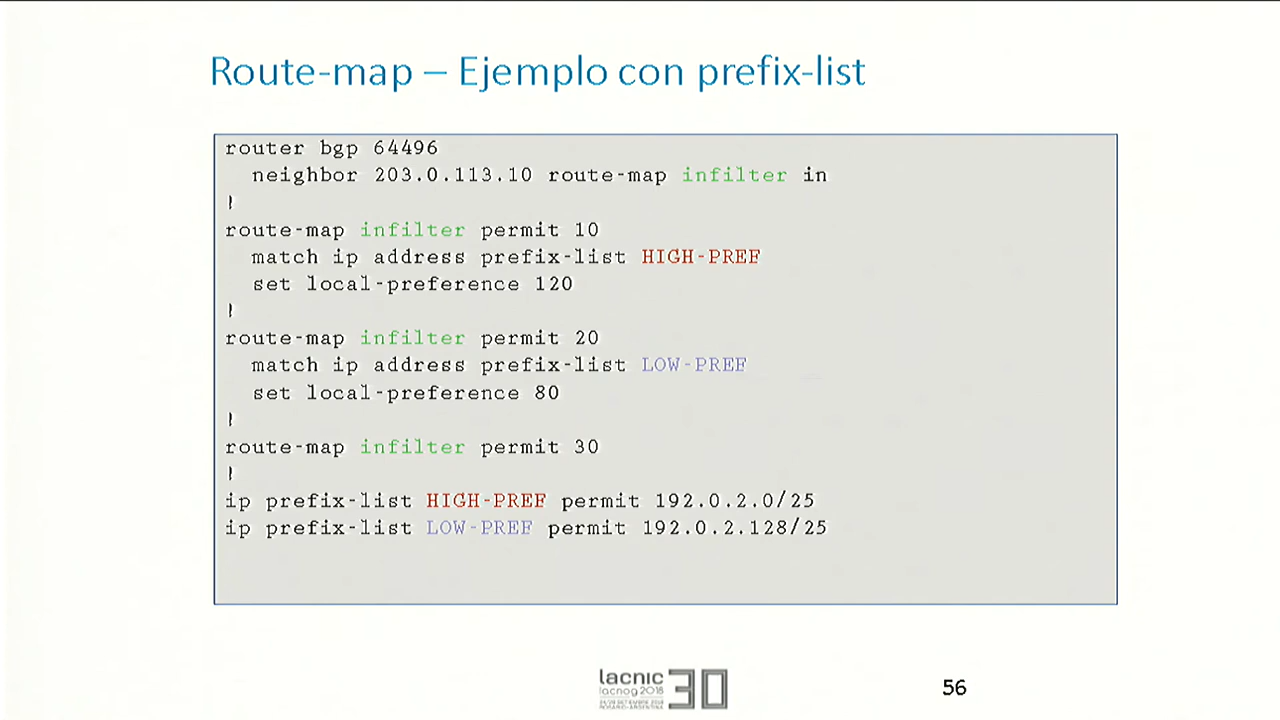 Route-map – Ejemplo con prefix-list
router bgp 64496
neighbor 203.0.113.10 route-map infilter in
!
route-map infilter permit 10
match ip address prefix-list HIGH-PREF
set local-preference 120
!
route-map infilter permit 20
match ip address prefix-list LOW-PREF
set local-preference 80
!
route-map infilter permit 30
!
ip prefix-list HIGH-PREF permit 192.0.2.0/25
ip prefix-list LOW-PREF permit 192.0.2.128/25
lacnic 30
lacnog 2018
56